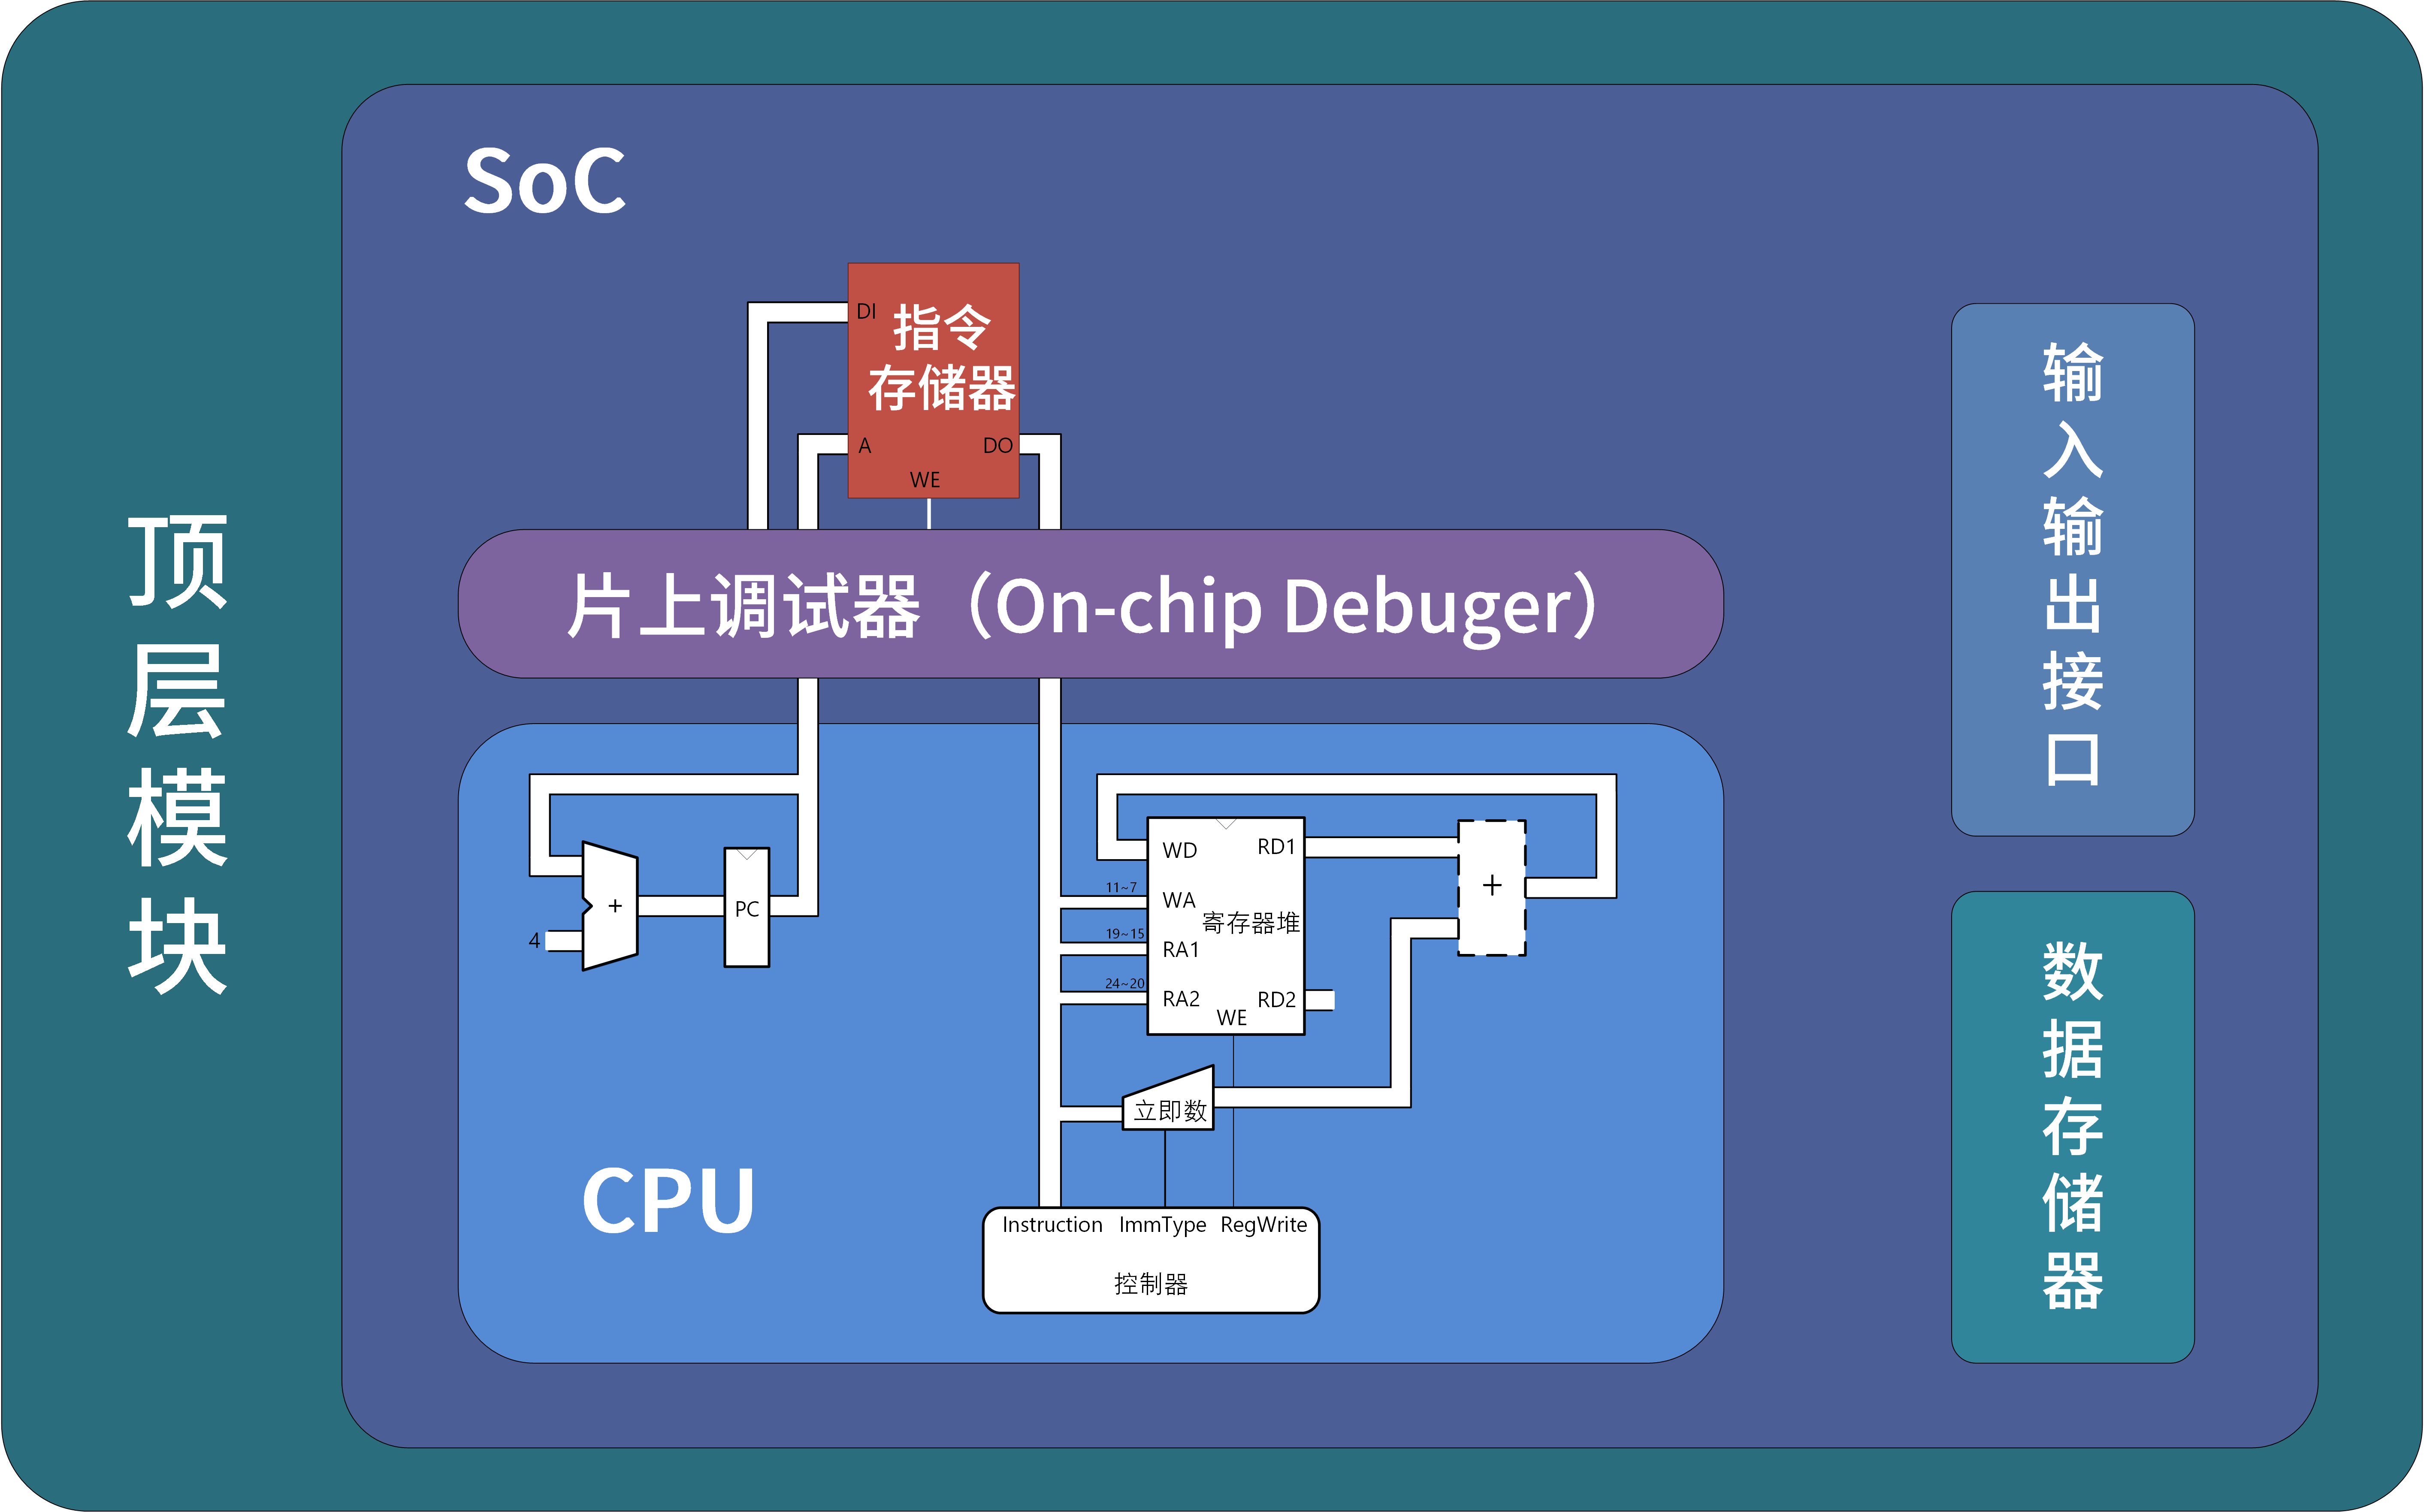 顶层模块
SoC
DI
指令
存储器
A
DO
WE
片上调试器（On-chip Debuger）
WD
RD1
11~7
WA
寄存器堆
19~15
RA1
24~20
RA2
RD2
WE
+
+
PC
4
立即数
CPU
Instruction ImmType RegWrite
控制器
输入输出接口
数据存储器